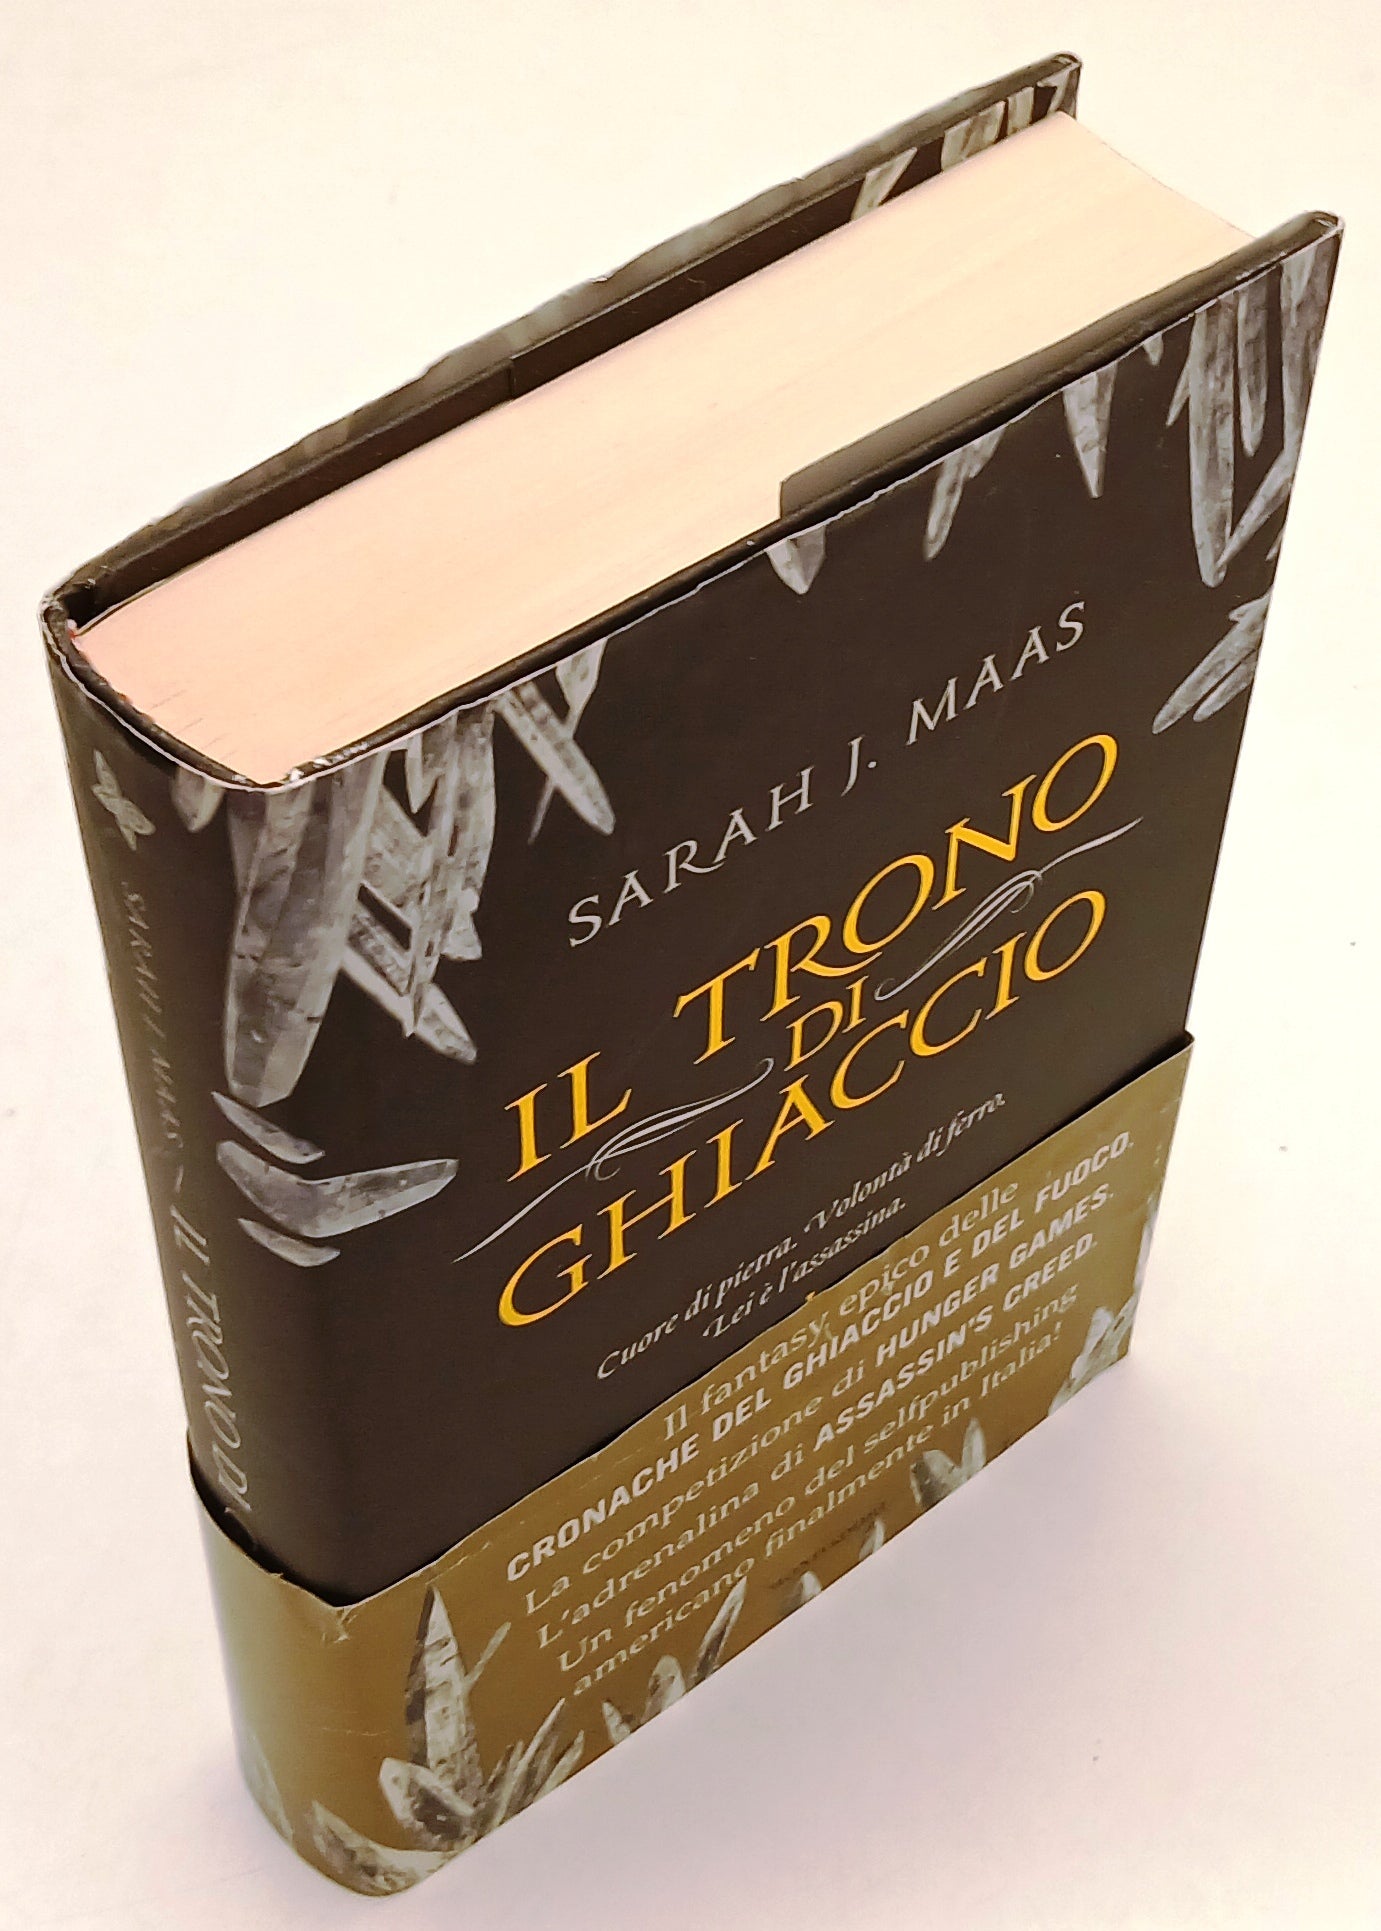 SARAH J. MAAS
IL TRONO
DI
GHIACCIO
Cuore di pietra. Volontà di ferro.
Lei è l'assassina.
Il fantasy epico delle
CRONACHE DEL GHIACCIO E DEL FUOCO.
La competizione di HUNGER GAMES.
L'adrenalina di ASSASSIN'S CREED.
Un fenomeno del selfpublishing
americano finalmente in Italia!
SARAH J. MAAS ~ IL TRONO DI